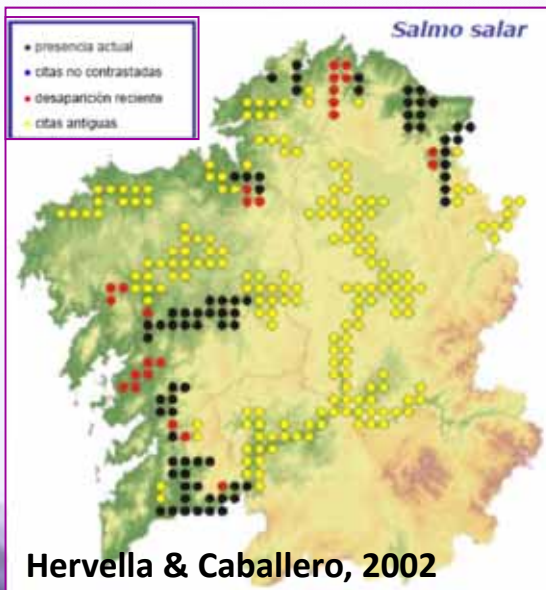 Salmo salar
presencia actual
citas no contrastadas
desaparición reciente
citas antiguas
Hervella & Caballero, 2002